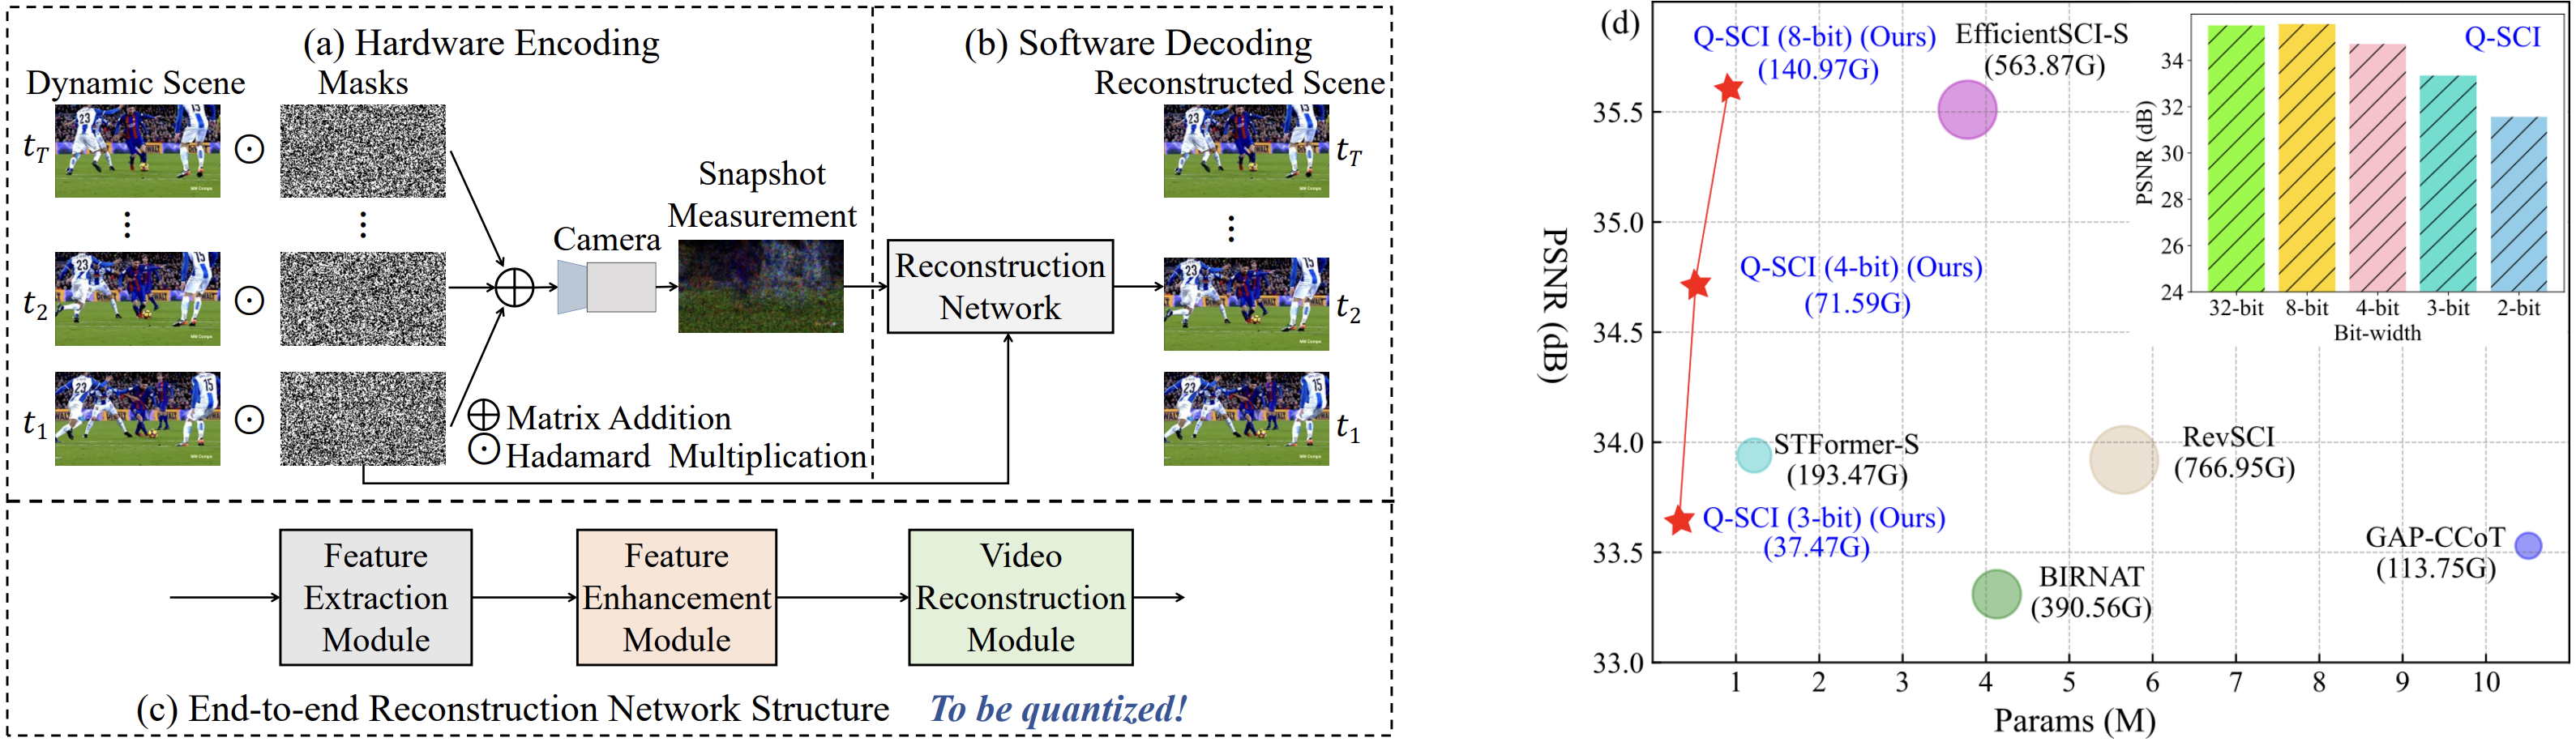 (a) Hardware Encoding
Dynamic Scene
Masks
t_T
t_2
t_1
Camera
Snapshot
Measurement
Matrix Addition
Hadamard Multiplication
(b) Software Decoding
Reconstructed Scene
Reconstruction
Network
t_T
t_2
t_1
Feature
Extraction
Module
Feature
Enhancement
Module
Video
Reconstruction
Module
(c) End-to-end Reconstruction Network Structure To be quantized!
(d)
PSNR (dB)
35.5
35.0
34.5
34.0
33.5
33.0
1 2 3 4 5 6 7 8 9 10
Params (M)
Q-SCI (8-bit) (Ours)
(140.97G)
EfficientSCI-S
(563.87G)
Q-SCI (4-bit) (Ours)
(71.59G)
STFormer-S
(193.47G)
RevSCI
(766.95G)
Q-SCI (3-bit) (Ours)
(37.47G)
GAP-CCoT
(113.75G)
BIRNAT
(390.56G)
Q-SCI
PSNR (dB)
34
32
30
28
26
24
32-bit 8-bit 4-bit 3-bit 2-bit
Bit-width